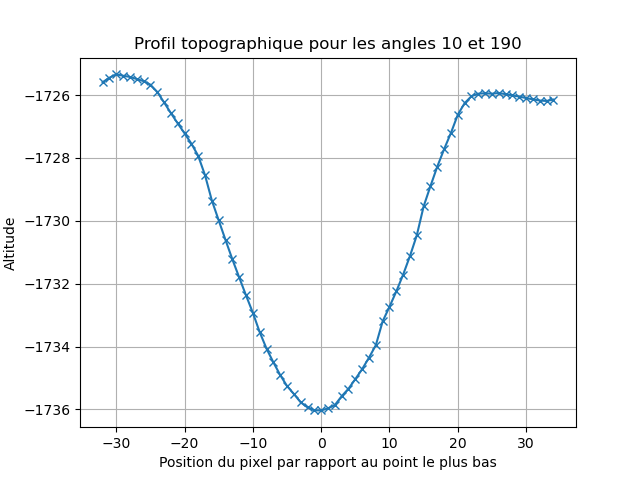 Profil topographique pour les angles 10 et 190
Altitude
−1726
−1728
−1730
−1732
−1734
−1736
−30 −20 −10 0 10 20 30
Position du pixel par rapport au point le plus bas